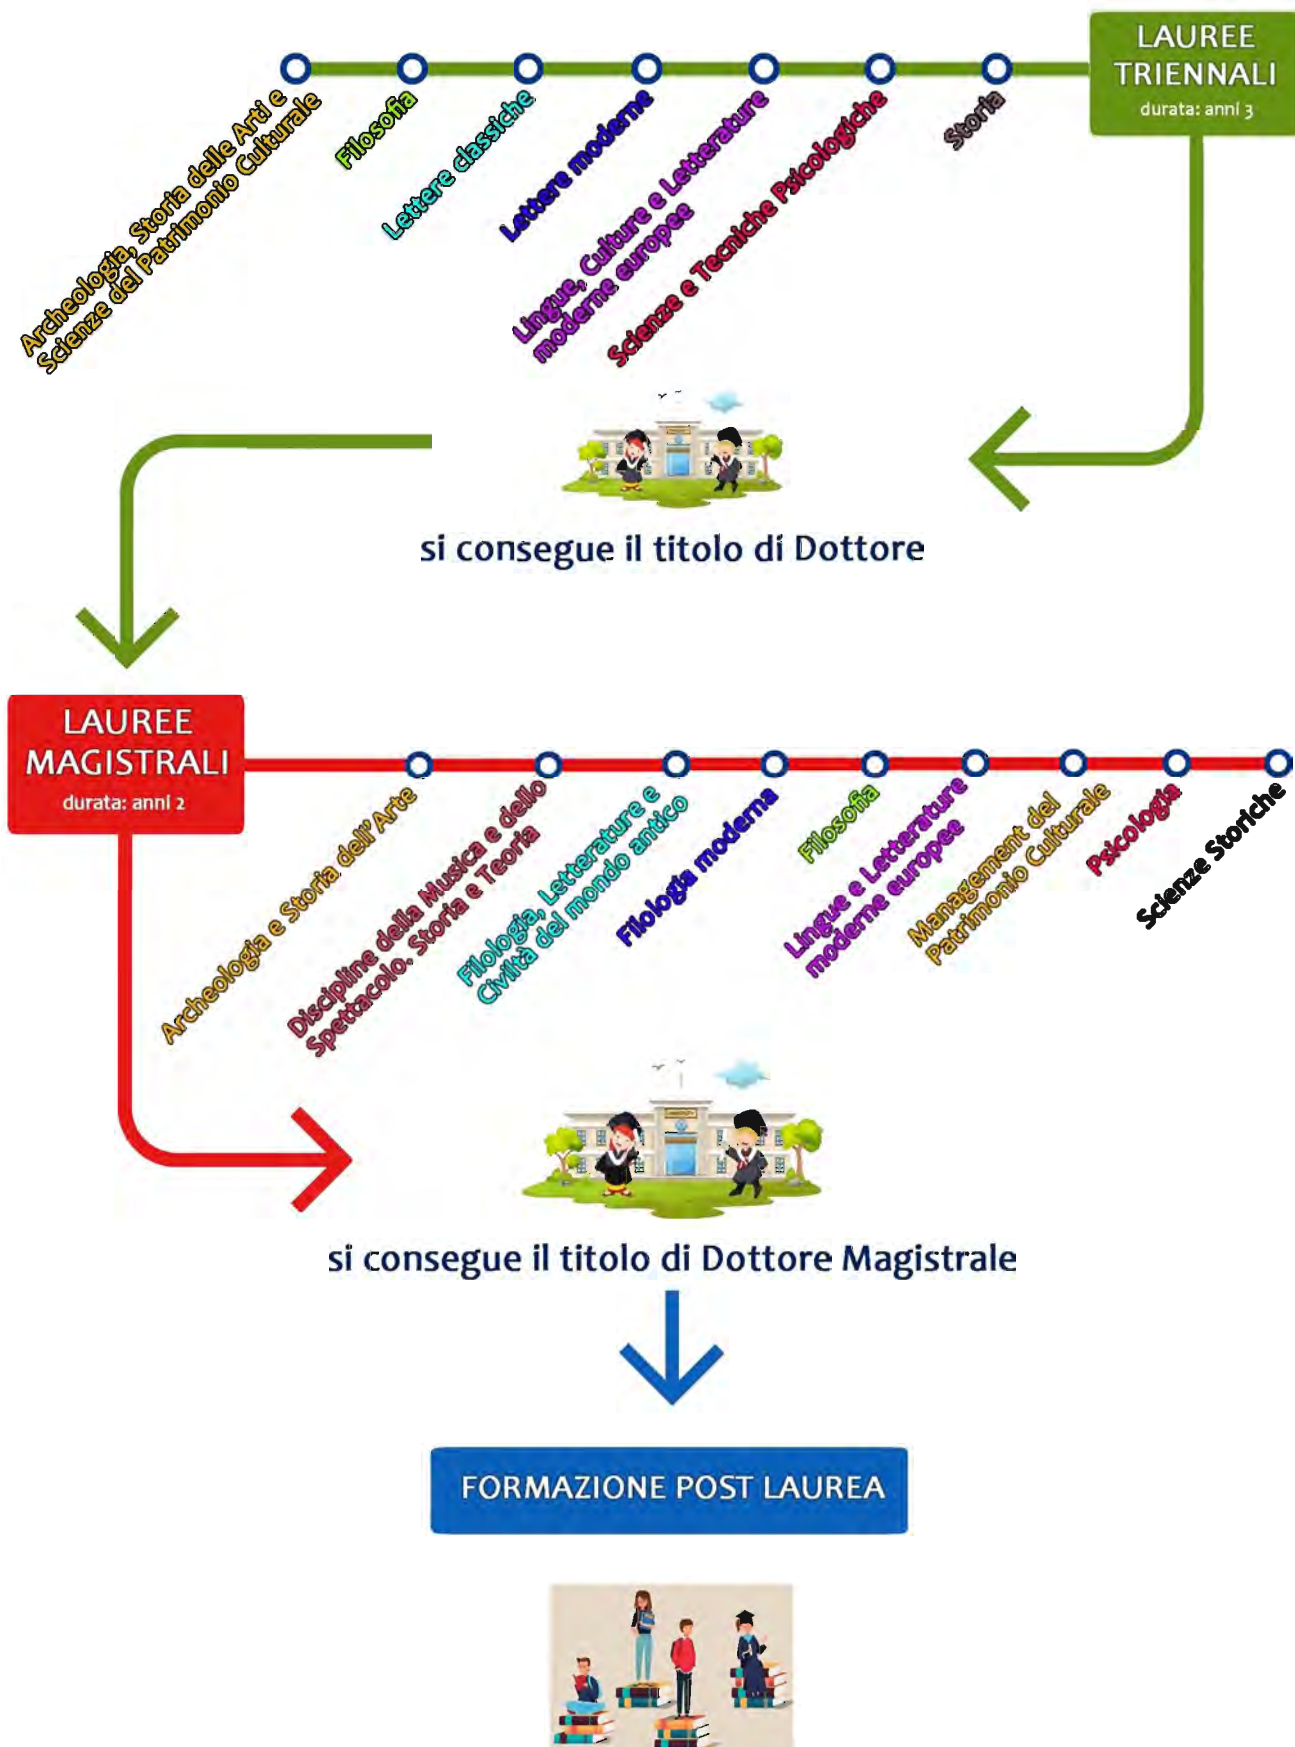 LAUREE
TRIENNALI
durata: anni 3
Archeologia, Storia delle Arti e
Scienze del Patrimonio Culturale
Filosofia
Lettere classiche
Lettere moderne
Lingue, Culture e Letterature
moderne europee
Scienze e Tecniche Psicologiche
Storia
si consegue il titolo di Dottore
LAUREE
MAGISTRALI
durata: anni 2
Archeologia e Storia dell'Arte
Discipline della Musica e dello
Spettacolo. Storia e Teoria
Filologia, Letterature e
Civiltà del mondo antico
Filologia moderna
Filosofia
Lingue e Letterature
moderne europee
Management del
Patrimonio Culturale
Psicologia
Scienze Storiche
si consegue il titolo di Dottore Magistrale
FORMAZIONE POST LAUREA